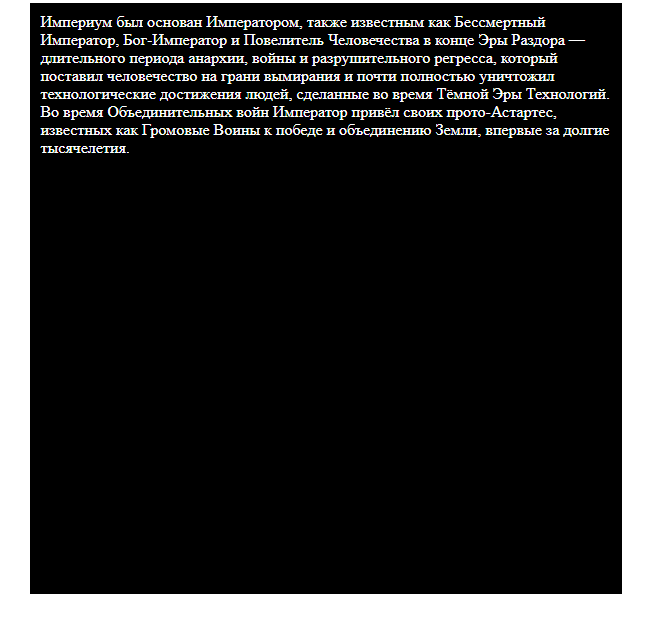 Империум был основан Императором, также известным как Бессмертный
Император, Бог-Император и Повелитель Человечества в конце Эры Раздора —
длительного периода анархии, войны и разрушительного регресса, который
поставил человечество на грани вымирания и почти полностью уничтожил
технологические достижения людей, сделанные во время Тёмной Эры Технологий.
Во время Объединительных войн Император привёл своих прото-Астартес,
известных как Громовые Воины к победе и объединению Земли, впервые за долгие
тысячелетия.